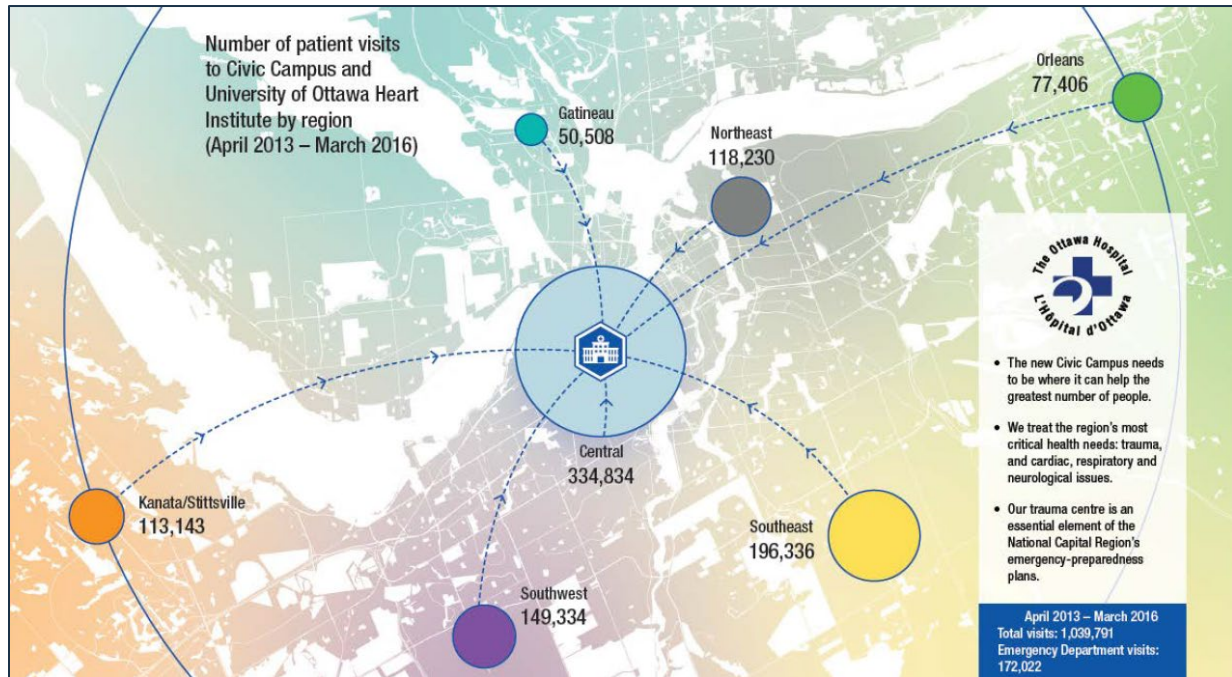 Number of patient visits
to Civic Campus and
University of Ottawa Heart
Institute by region
(April 2013 – March 2016)
Gatineau
50,508
Northeast
118,230
Orleans
77,406
Central
334,834
Kanata/Stittsville
113,143
Southwest
149,334
Southeast
196,336
The Ottawa Hospital
L'Hôpital d'Ottawa
• The new Civic Campus needs
to be where it can help the
greatest number of people.
• We treat the region's most
critical health needs: trauma,
and cardiac, respiratory and
neurological issues.
• Our trauma centre is an
essential element of the
National Capital Region's
emergency-preparedness
plans.
April 2013 – March 2016
Total visits: 1,039,791
Emergency Department visits:
172,022